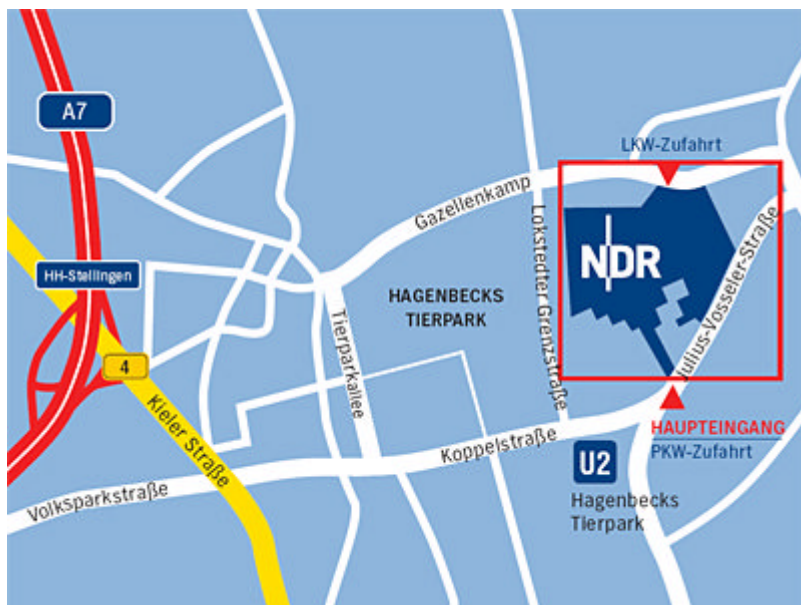 A7
LKW-Zufahrt
Gazellenkamp
Lokstedter Grenzstraße
NDR
Julius-Vosseler-Straße
HH-Stellingen
HAGENBECKS
TIERPARK
Tierparkallee
4
Kieler Straße
HAUPTEINGANG
PKW-Zufahrt
Koppelstraße
U2
Hagenbecks
Tierpark
Volksparkstraße